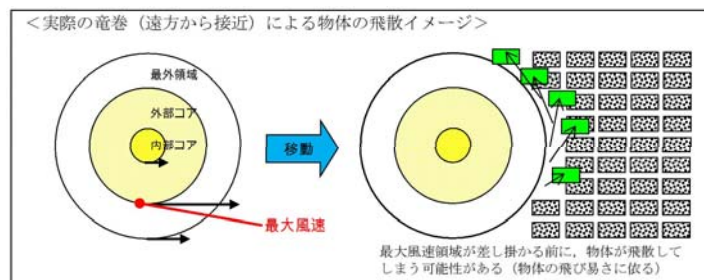 ＜実際の竜巻（遠方から接近）による物体の飛散イメージ＞
最外領域
外部コア
内部コア
移動
最大風速
最大風速領域が差し掛かる前に，物体が飛散して
しまう可能性がある（物体の飛び易さに依る）